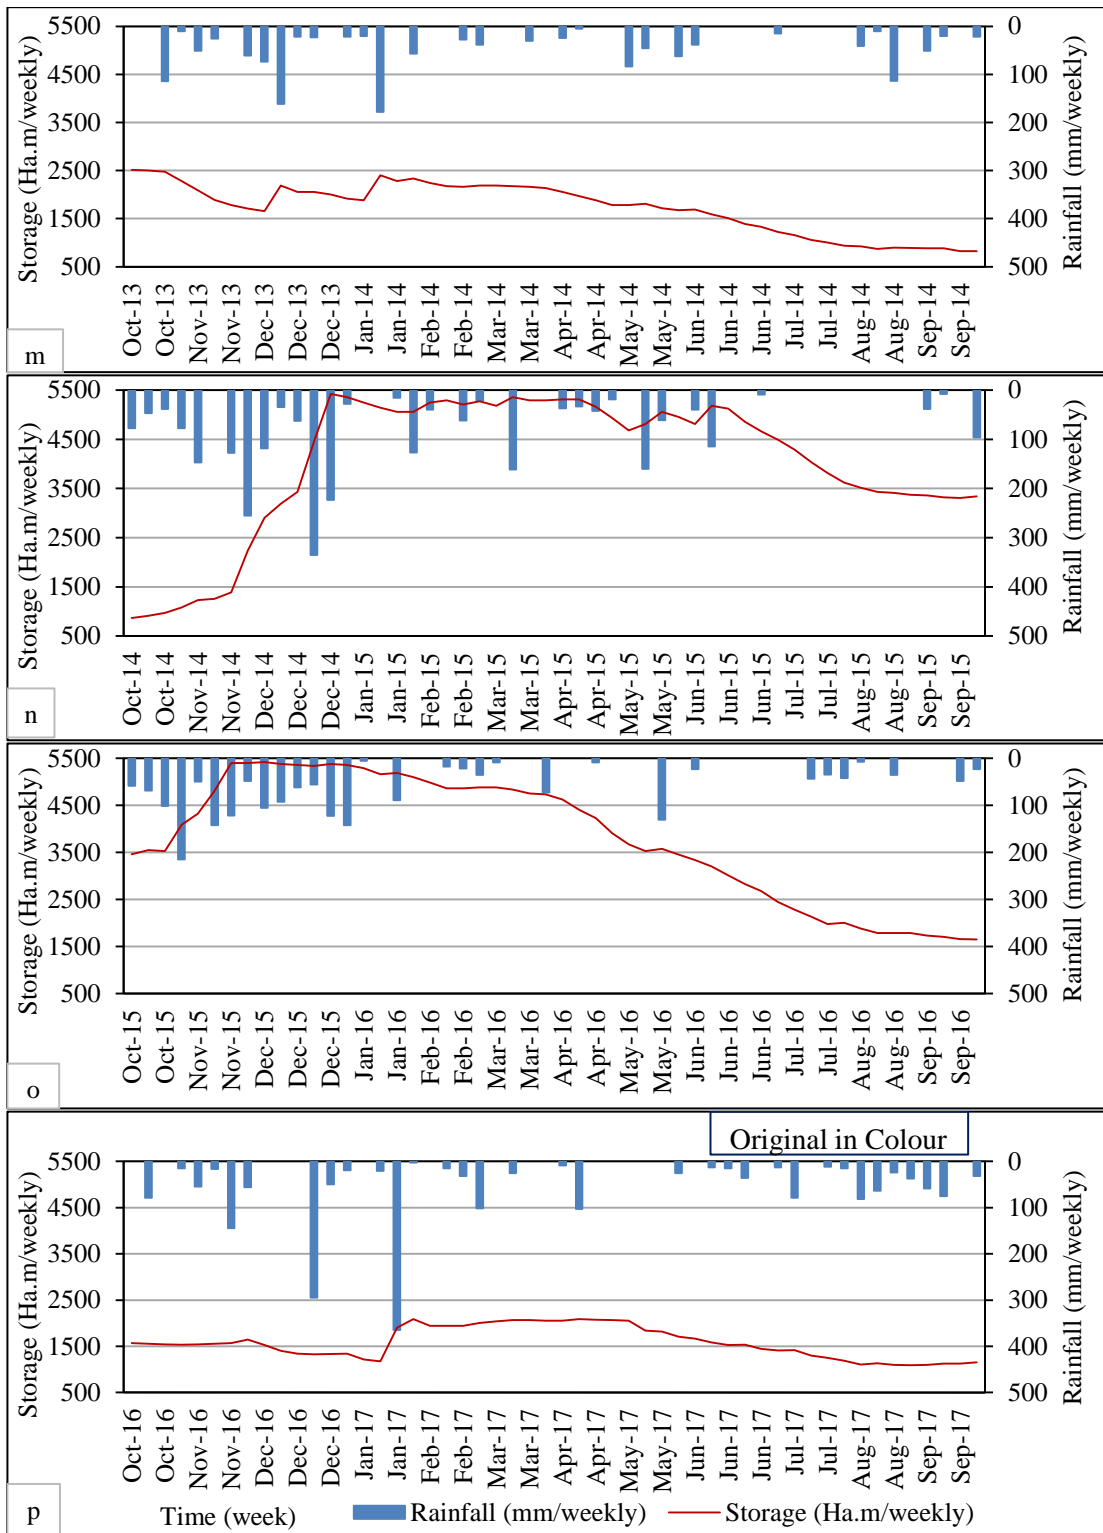 5500
4500
3500
2500
1500
500
Storage (Ha.m/weekly)
0
100
200
300
400
500
Rainfall (mm/weekly)
Oct-13
Oct-13
Nov-13
Nov-13
Dec-13
Dec-13
Dec-13
Jan-14
Jan-14
Feb-14
Feb-14
Mar-14
Mar-14
Apr-14
Apr-14
May-14
May-14
Jun-14
Jun-14
Jun-14
Jul-14
Jul-14
Aug-14
Aug-14
Sep-14
Sep-14
m
5500
4500
3500
2500
1500
500
Storage (Ha.m/weekly)
0
100
200
300
400
500
Rainfall (mm/weekly)
Oct-14
Oct-14
Nov-14
Nov-14
Dec-14
Dec-14
Dec-14
Jan-15
Jan-15
Feb-15
Feb-15
Mar-15
Mar-15
Apr-15
Apr-15
May-15
May-15
Jun-15
Jun-15
Jun-15
Jul-15
Jul-15
Aug-15
Aug-15
Sep-15
Sep-15
n
5500
4500
3500
2500
1500
500
Storage (Ha.m/weekly)
0
100
200
300
400
500
Rainfall (mm/weekly)
Oct-15
Oct-15
Nov-15
Nov-15
Dec-15
Dec-15
Dec-15
Jan-16
Jan-16
Feb-16
Feb-16
Mar-16
Mar-16
Apr-16
Apr-16
May-16
May-16
Jun-16
Jun-16
Jun-16
Jul-16
Jul-16
Aug-16
Aug-16
Sep-16
Sep-16
o
Original in Colour
5500
4500
3500
2500
1500
500
Storage (Ha.m/weekly)
0
100
200
300
400
500
Rainfall (mm/weekly)
Oct-16
Oct-16
Nov-16
Nov-16
Dec-16
Dec-16
Dec-16
Jan-17
Jan-17
Feb-17
Feb-17
Mar-17
Mar-17
Apr-17
Apr-17
May-17
May-17
Jun-17
Jun-17
Jun-17
Jul-17
Jul-17
Aug-17
Aug-17
Sep-17
Sep-17
p
Time (week)
Rainfall (mm/weekly)
Storage (Ha.m/weekly)